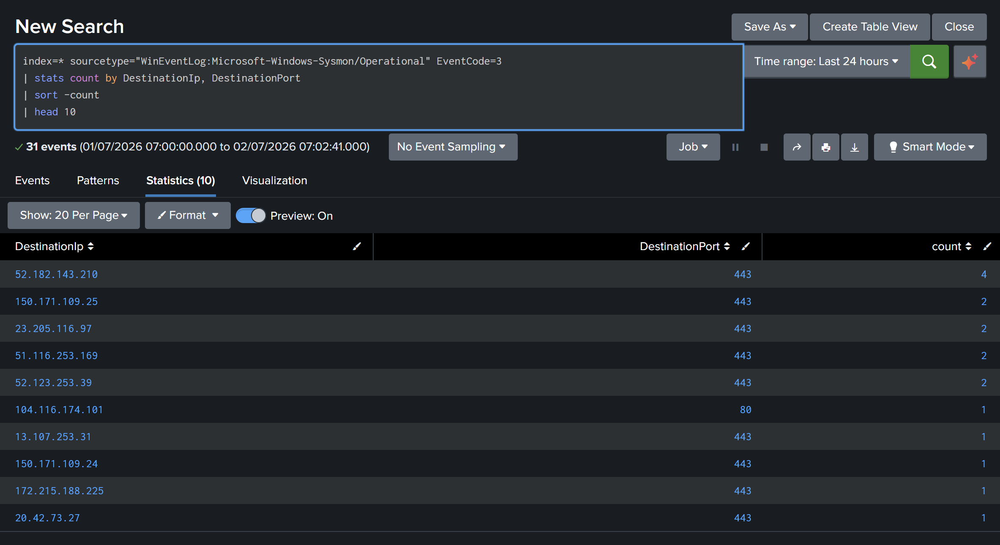 New Search
Save As
Create Table View
Close
index=* sourcetype="WinEventLog:Microsoft-Windows-Sysmon/Operational" EventCode=3
| stats count by DestinationIp, DestinationPort
| sort -count
| head 10
Time range: Last 24 hours
31 events (01/07/2026 07:00:00.000 to 02/07/2026 07:02:41.000)
No Event Sampling
Job
Smart Mode
Events
Patterns
Statistics (10)
Visualization
Show: 20 Per Page
Format
Preview: On
DestinationIp DestinationPort count
52.182.143.210 443 4
150.171.109.25 443 2
23.205.116.97 443 2
51.116.253.169 443 2
52.123.253.39 443 2
104.116.174.101 80 1
13.107.253.31 443 1
150.171.109.24 443 1
172.215.188.225 443 1
20.42.73.27 443 1